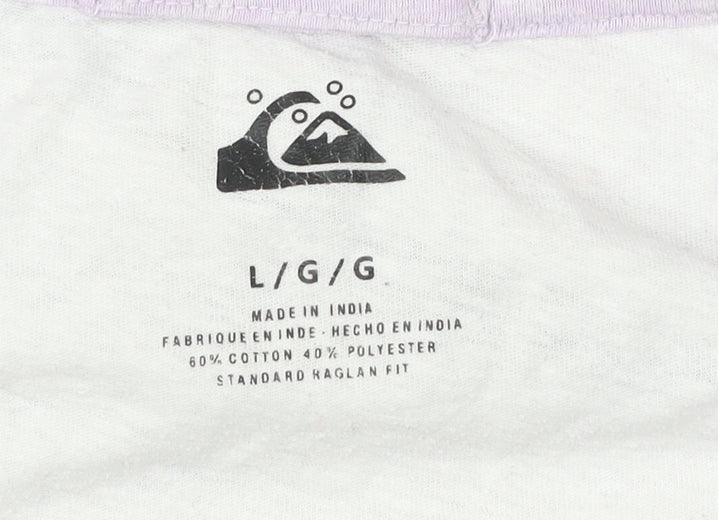 L / G / G
MADE IN INDIA
FABRIQUE EN INDE - HECHO EN INDIA
60% COTTON 40% POLYESTER
STANDARD RAGLAN FIT